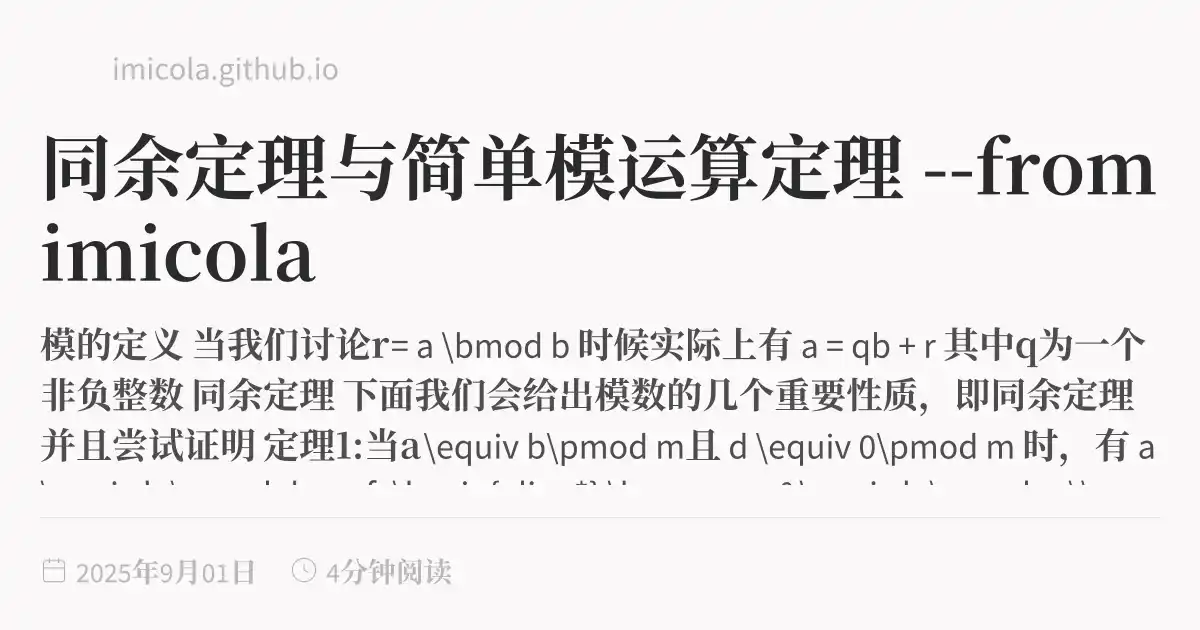 imicola.github.io
同余定理与简单模运算定理 --from
imicola
模的定义 当我们讨论r= a \bmod b 时候实际上有 a = qb + r 其中q为一个
非负整数 同余定理 下面我们会给出模数的几个重要性质，即同余定理
并且尝试证明 定理1:当a\equiv b\pmod m且 d \equiv 0\pmod m 时，有 a
2025年9月01日 4分钟阅读